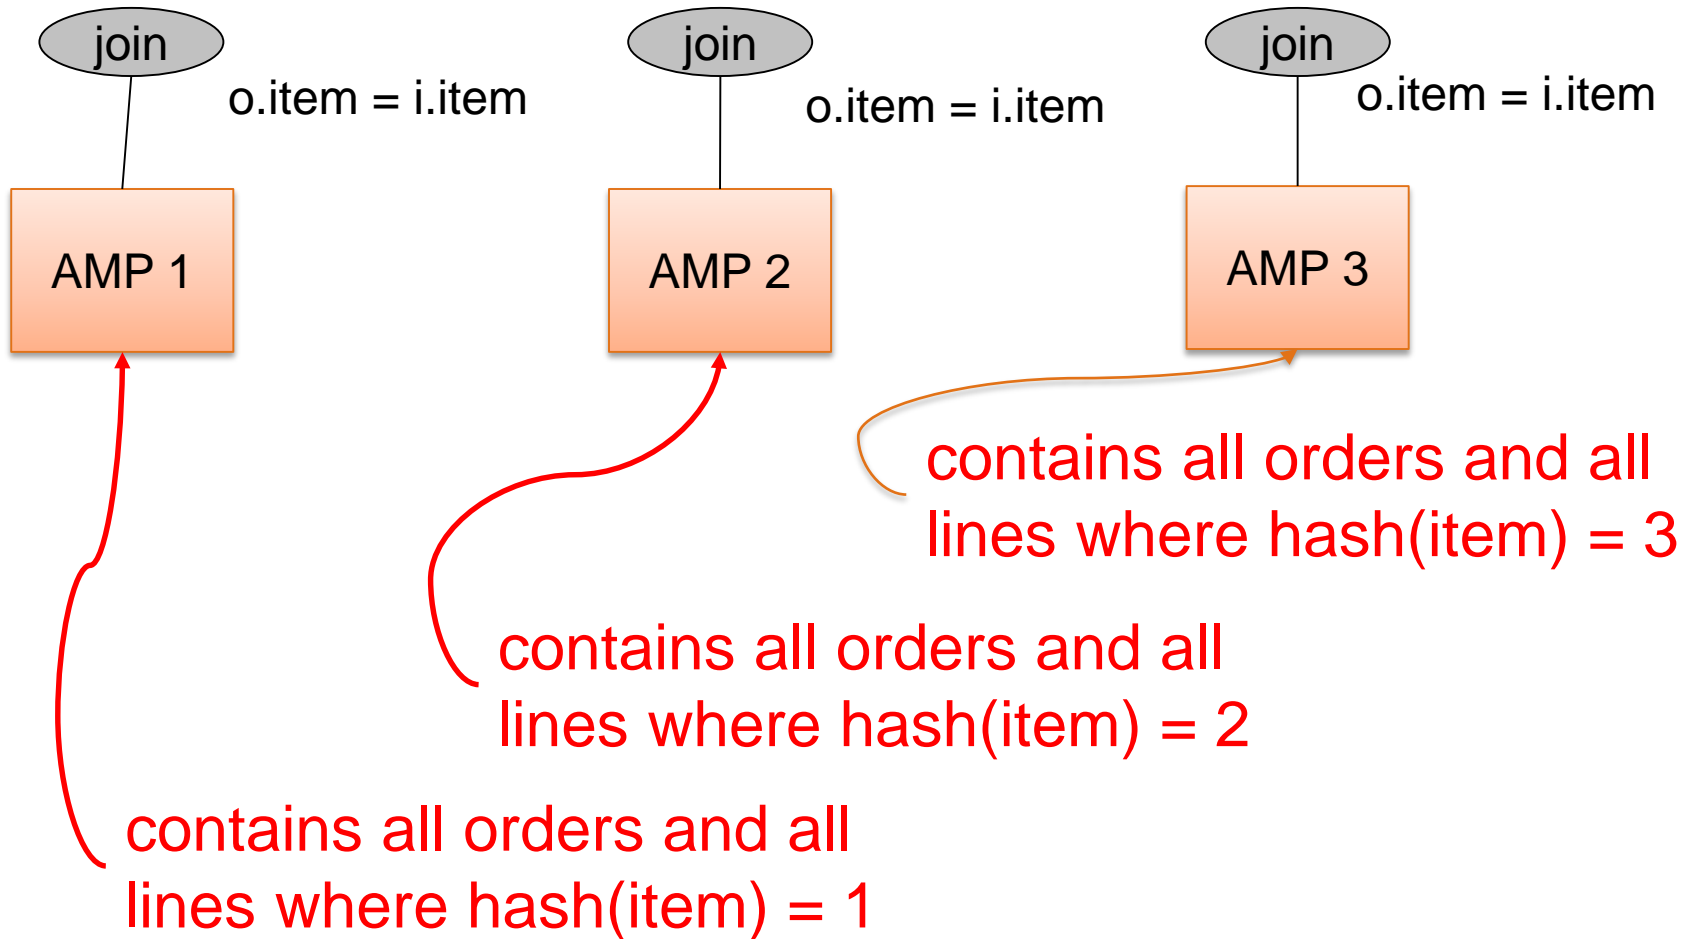 join
join
join
o.item = i.item
o.item = i.item
o.item = i.item
AMP 1
AMP 2
AMP 3
contains all orders and all
lines where hash(item) = 3
contains all orders and all
lines where hash(item) = 2
contains all orders and all
lines where hash(item) = 1